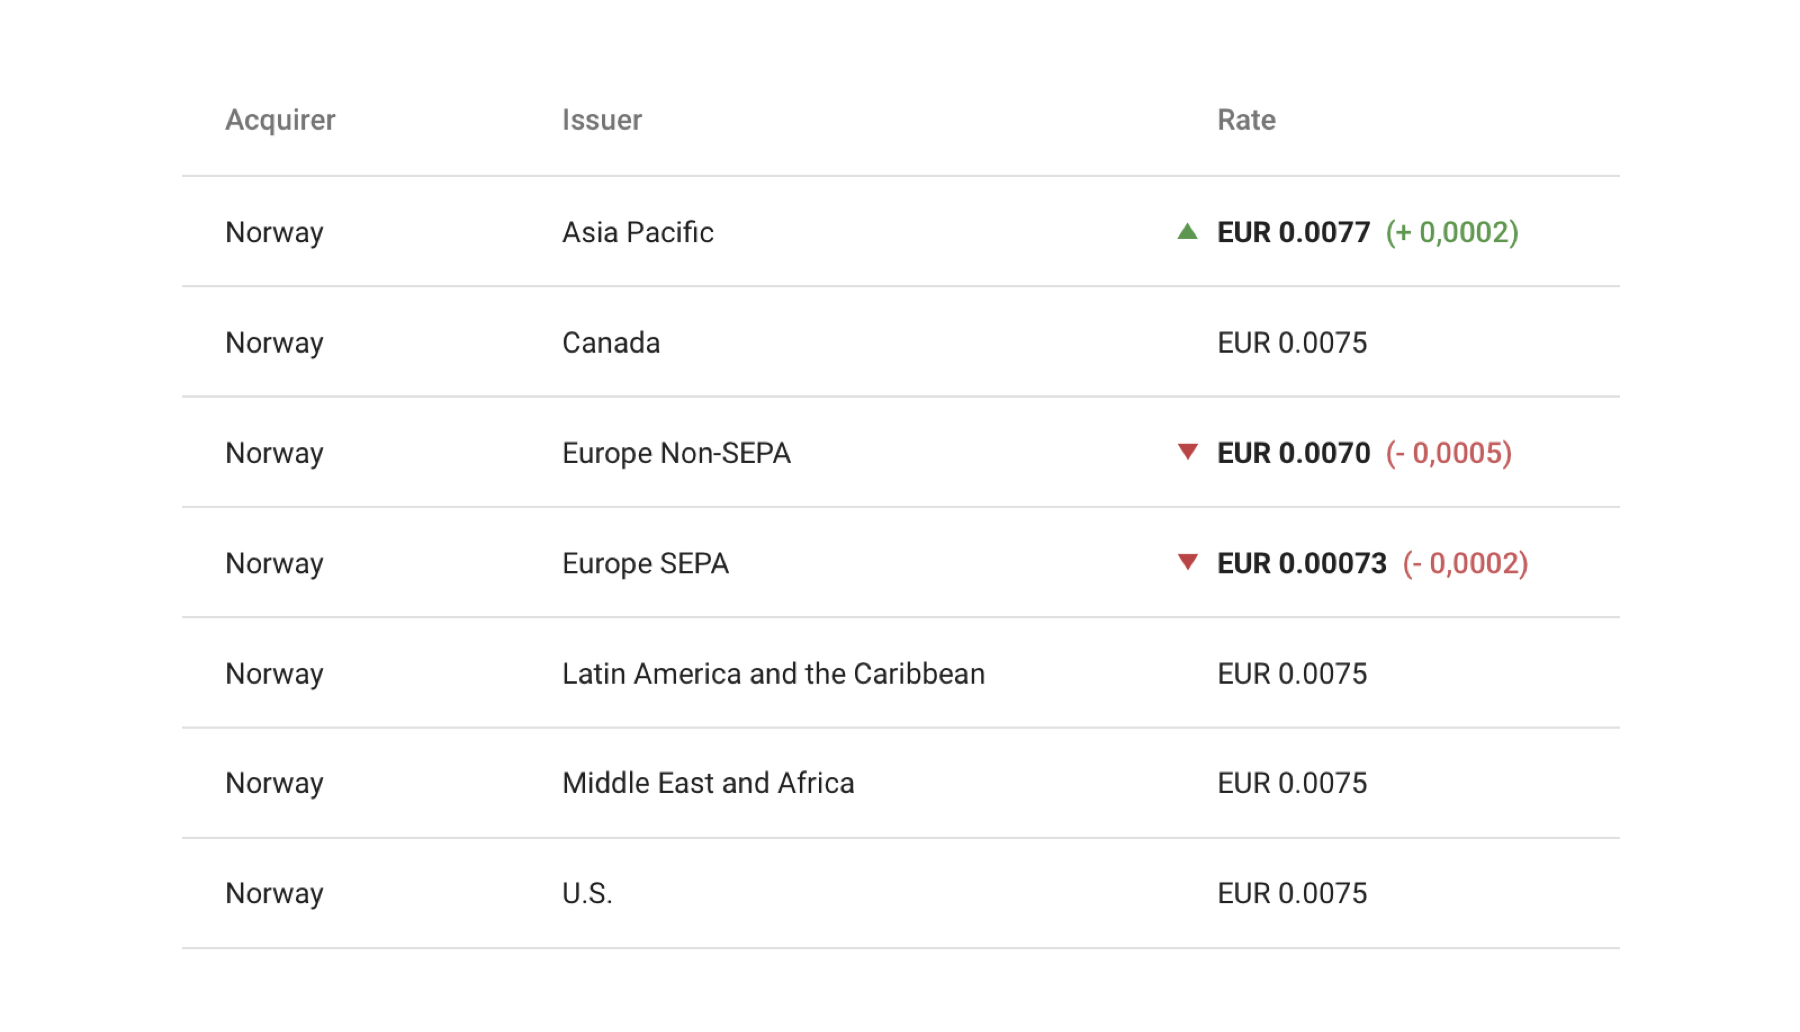 Acquirer Issuer Rate
Norway Asia Pacific ▲ EUR 0.0077 (+ 0,0002)
Norway Canada EUR 0.0075
Norway Europe Non-SEPA ▼ EUR 0.0070 (- 0,0005)
Norway Europe SEPA ▼ EUR 0.00073 (- 0,0002)
Norway Latin America and the Caribbean EUR 0.0075
Norway Middle East and Africa EUR 0.0075
Norway U.S. EUR 0.0075